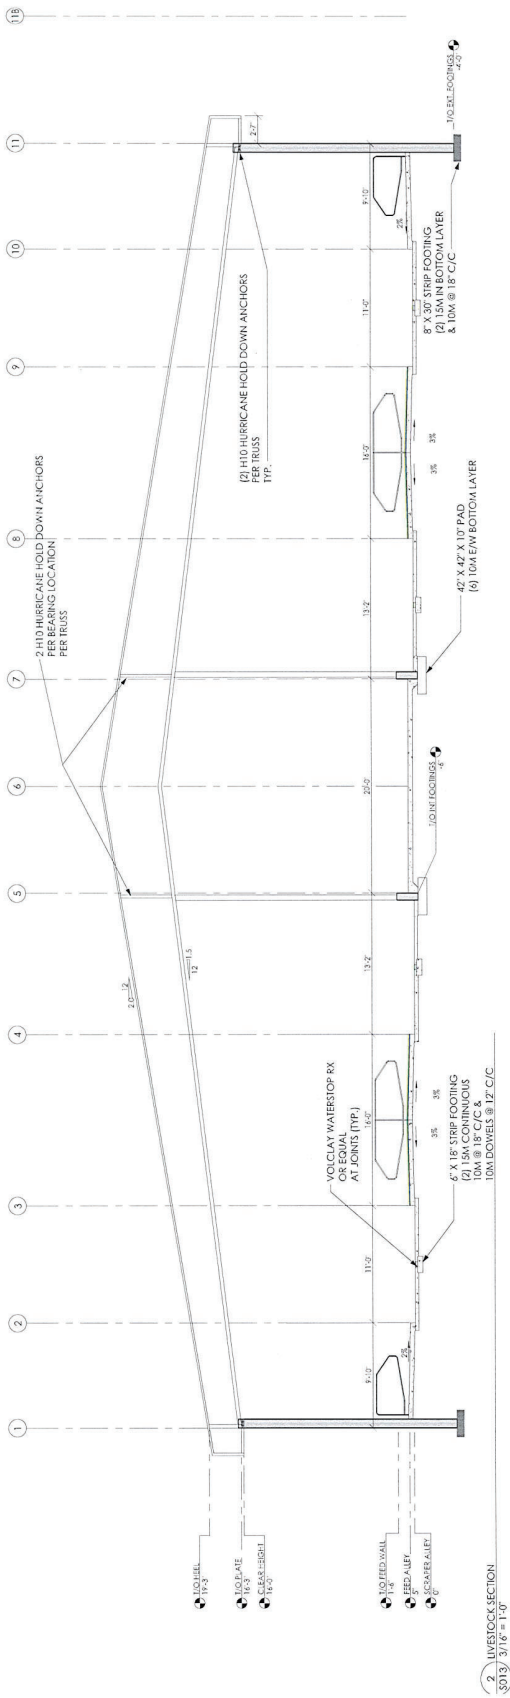 1
2
3
4
5
6
7
8
9
10
11
11B
2 H10 HURRICANE HOLD DOWN ANCHORS
PER BEARING LOCATION
PER TRUSS
12
2.0
1.5
12
(2) H10 HURRICANE HOLD DOWN ANCHORS
PER TRUSS
TYP.
2'-7"
T/O HEEL
19'-3"
T/O PLATE
16'-3"
CLEAR HEIGHT
16'-0"
VOLCLAY WATERSTOP RX
OR EQUAL
AT JOINTS (TYP.)
9'-10"
11'-0"
16'-0"
13'-2"
20'-0"
13'-2"
16'-0"
11'-0"
9'-10"
T/O FEED WALL
1'-6"
FEED ALLEY
5"
SCRAPER ALLEY
0"
2%
3%
3%
3%
3%
2%
T/O INT FOOTINGS
-6"
T/O EXT. FOOTINGS
-4'-0"
6" X 18" STRIP FOOTING
(2) 15M CONTINUOUS
10M @ 18" C/C &
10M DOWELS @ 12" C/C
42" X 42" X 10" PAD
(6) 10M E/W BOTTOM LAYER
8" X 30" STRIP FOOTING
(2) 15M IN BOTTOM LAYER
& 10M @ 18" C/C
2 LIVESTOCK SECTION
S013 3/16" = 1'-0"